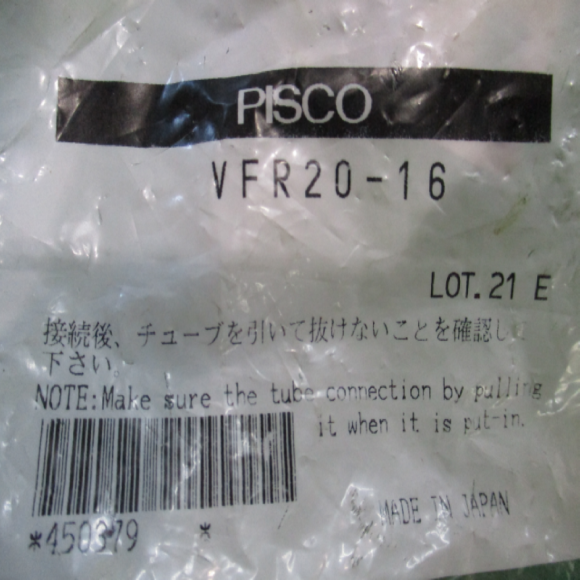 PISCO
VFR20-16
LOT.21 E
接続後、チューブを引いて抜けないことを確認して
下さい。
NOTE:Make sure the tube connection by pulling
it when it is put-in.
MADE IN JAPAN
*450379 *